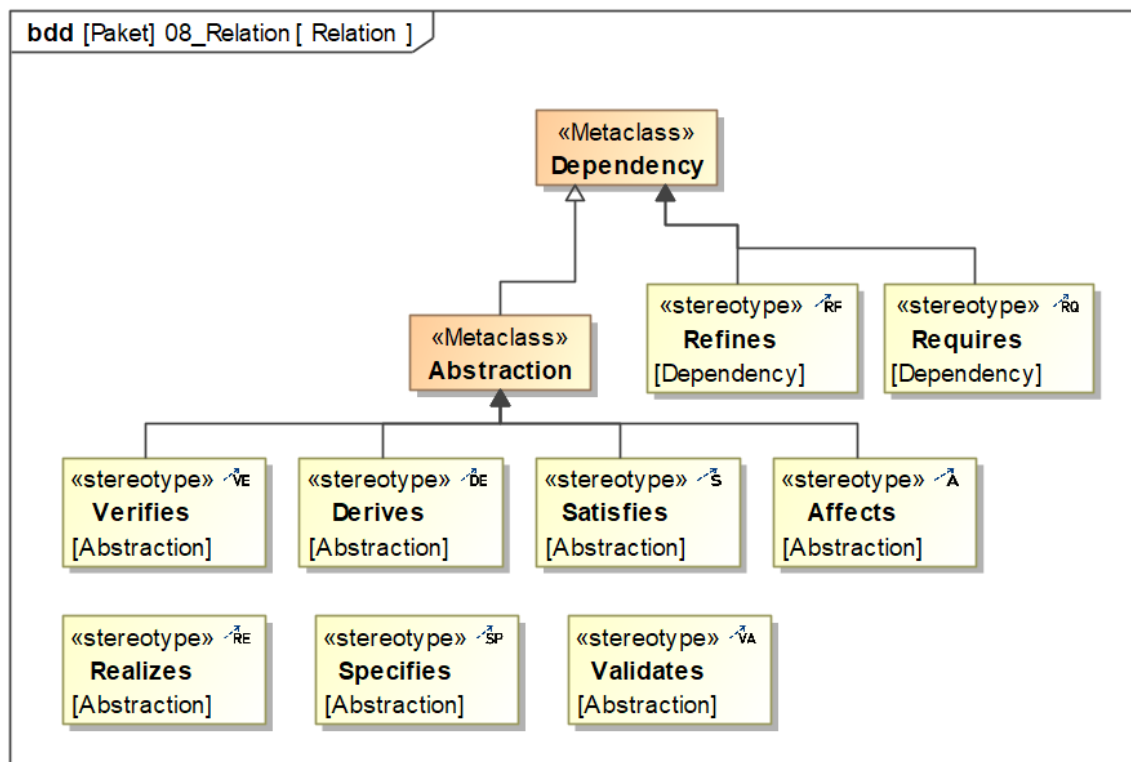 bdd [Paket] 08_Relation [ Relation ]
«Metaclass»
Dependency
«stereotype» RF
Refines
[Dependency]
«stereotype» RQ
Requires
[Dependency]
«Metaclass»
Abstraction
«stereotype» VE
Verifies
[Abstraction]
«stereotype» DE
Derives
[Abstraction]
«stereotype» S
Satisfies
[Abstraction]
«stereotype» A
Affects
[Abstraction]
«stereotype» RE
Realizes
[Abstraction]
«stereotype» SP
Specifies
[Abstraction]
«stereotype» VA
Validates
[Abstraction]